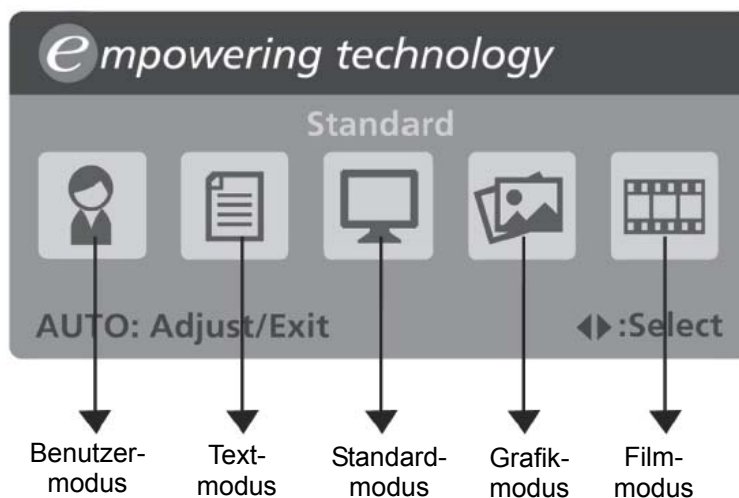 empowering technology
Standard
AUTO: Adjust/Exit ◀▶:Select
Benutzer- Text- Standard- Grafik- Film-
modus modus modus modus modus